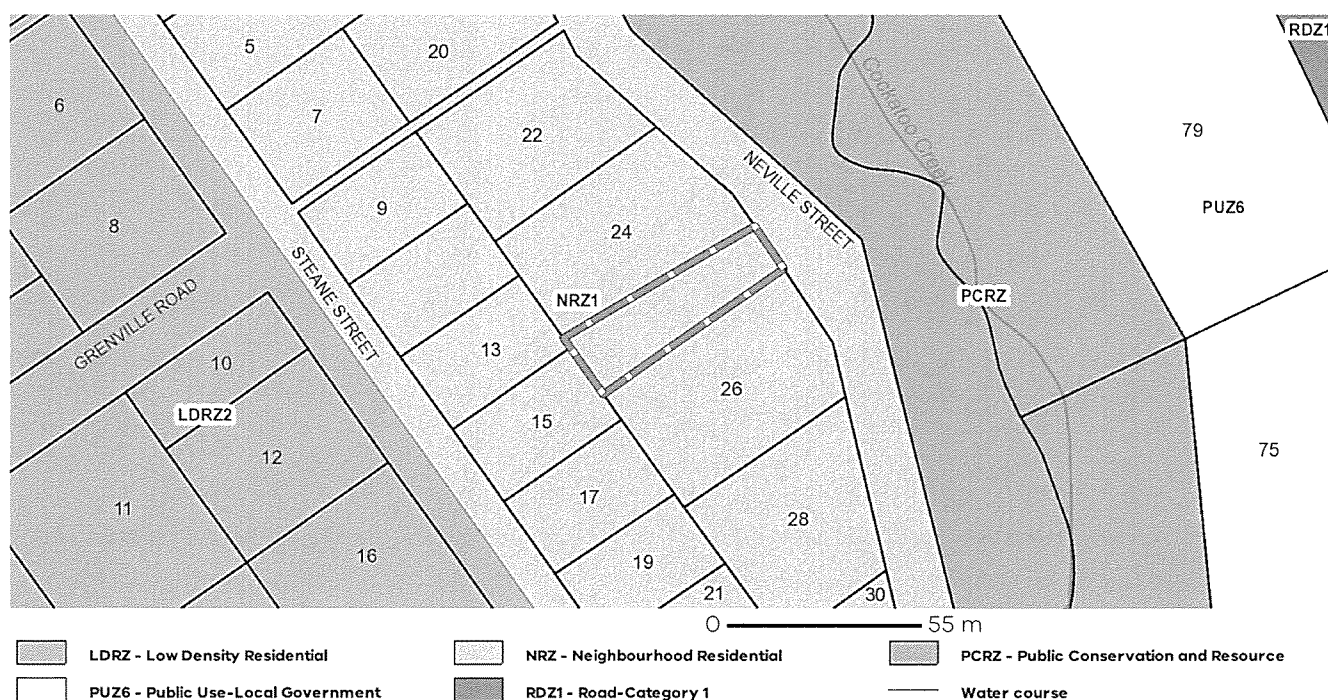 RDZ1
5
20
6
7
22
79
NEVILLE STREET
Cockatoo Creek
PUZ6
9
8
24
STEANE STREET
GRENVILLE ROAD
NRZ1
PCRZ
13
10
LDRZ2
26
15
12
75
17
11
28
16
19
21
30
0 55 m
LDRZ - Low Density Residential
NRZ - Neighbourhood Residential
PCRZ - Public Conservation and Resource
PUZ6 - Public Use-Local Government
RDZ1 - Road-Category 1
Water course